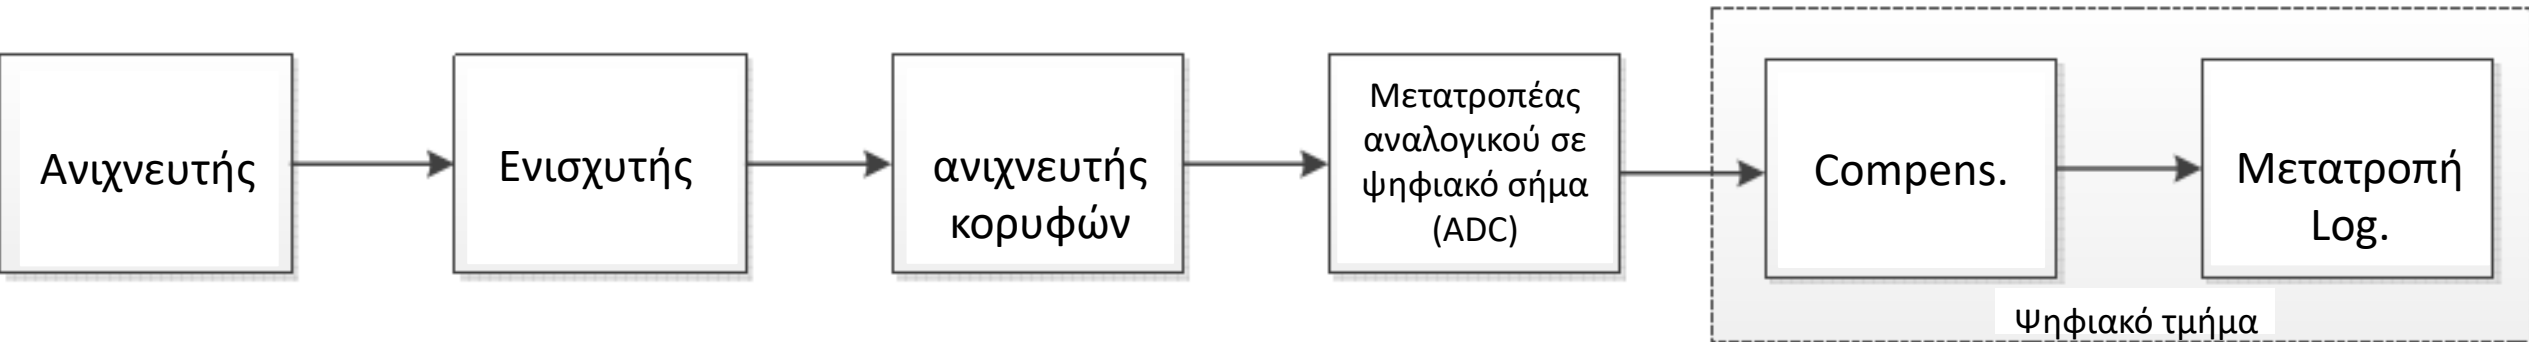 Ανιχνευτής
Ενισχυτής
ανιχνευτής
κορυφών
Μετατροπέας
αναλογικού σε
ψηφιακό σήμα
(ADC)
Compens.
Μετατροπή
Log.
Ψηφιακό τμήμα